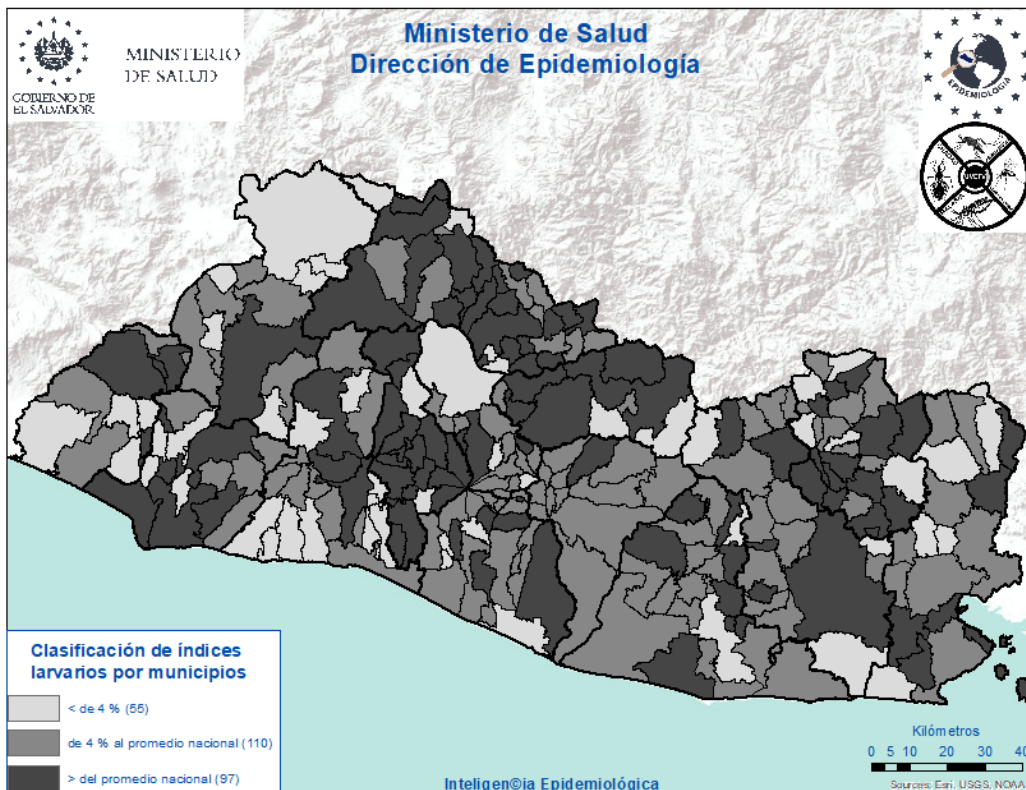 Ministerio de Salud
Dirección de Epidemiología
MINISTERIO
DE SALUD
GOBIERNO DE
EL SALVADOR
EPIDEMIOLOGÍA
Clasificación de índices
larvarios por municipios
< de 4 % (55)
de 4 % al promedio nacional (110)
> del promedio nacional (97)
Kilómetros
0 5 10 20 30 40
Inteligen©ia Epidemiológica
Sources: Esri, USGS, NOAA